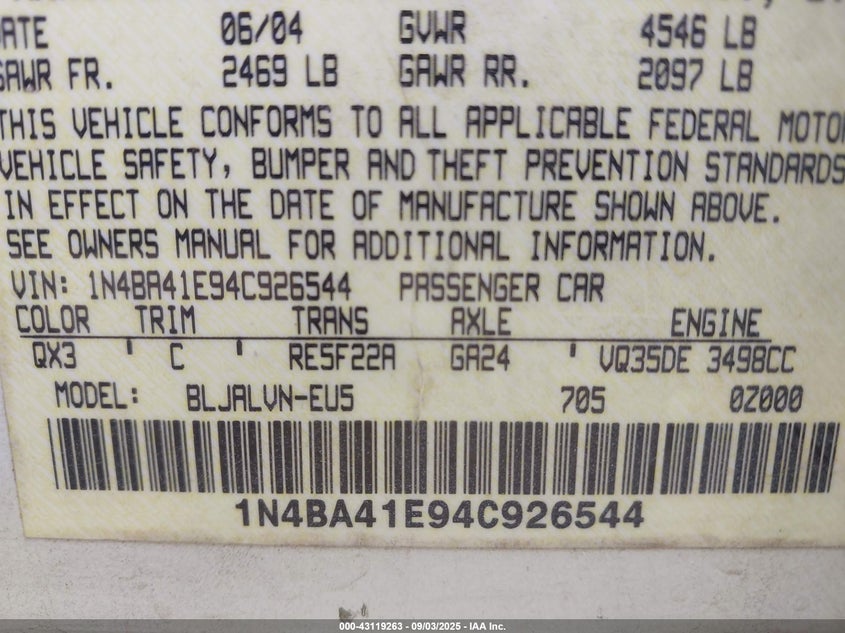 ATE 06/04 GVWR 4546 LB
GAWR FR. 2469 LB GAWR RR. 2097 LB
THIS VEHICLE CONFORMS TO ALL APPLICABLE FEDERAL MOTOR
VEHICLE SAFETY, BUMPER AND THEFT PREVENTION STANDARDS
IN EFFECT ON THE DATE OF MANUFACTURE SHOWN ABOVE.
SEE OWNERS MANUAL FOR ADDITIONAL INFORMATION.
VIN: 1N4BA41E94C926544 PASSENGER CAR
COLOR TRIM TRANS AXLE ENGINE
QX3 ' C ' RE5F22A GA24 ' VQ35DE 3498CC
MODEL: BLJALVN-EU5 705 0Z000
1N4BA41E94C926544
000-43119263 - 09/03/2025 - IAA Inc.